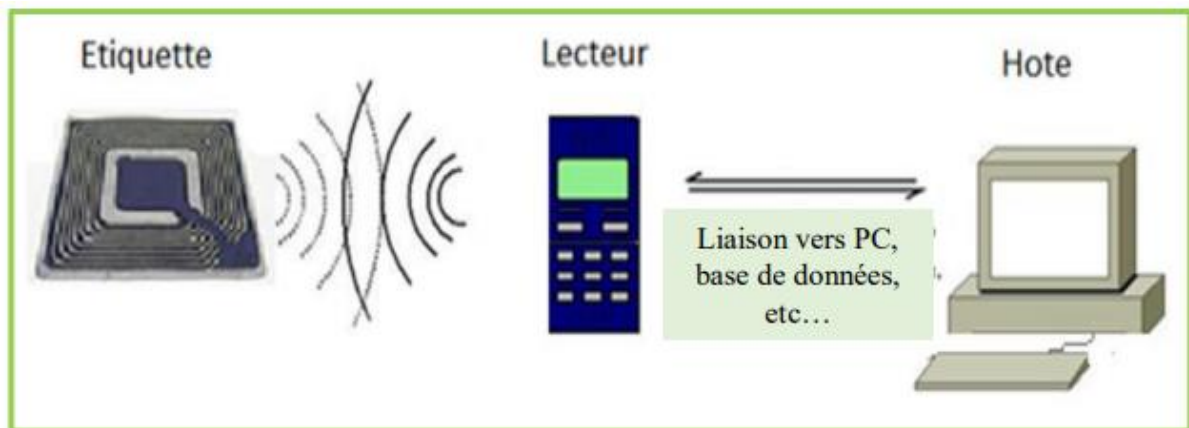 Etiquette
Lecteur
Hote
Liaison vers PC,
base de données,
etc…